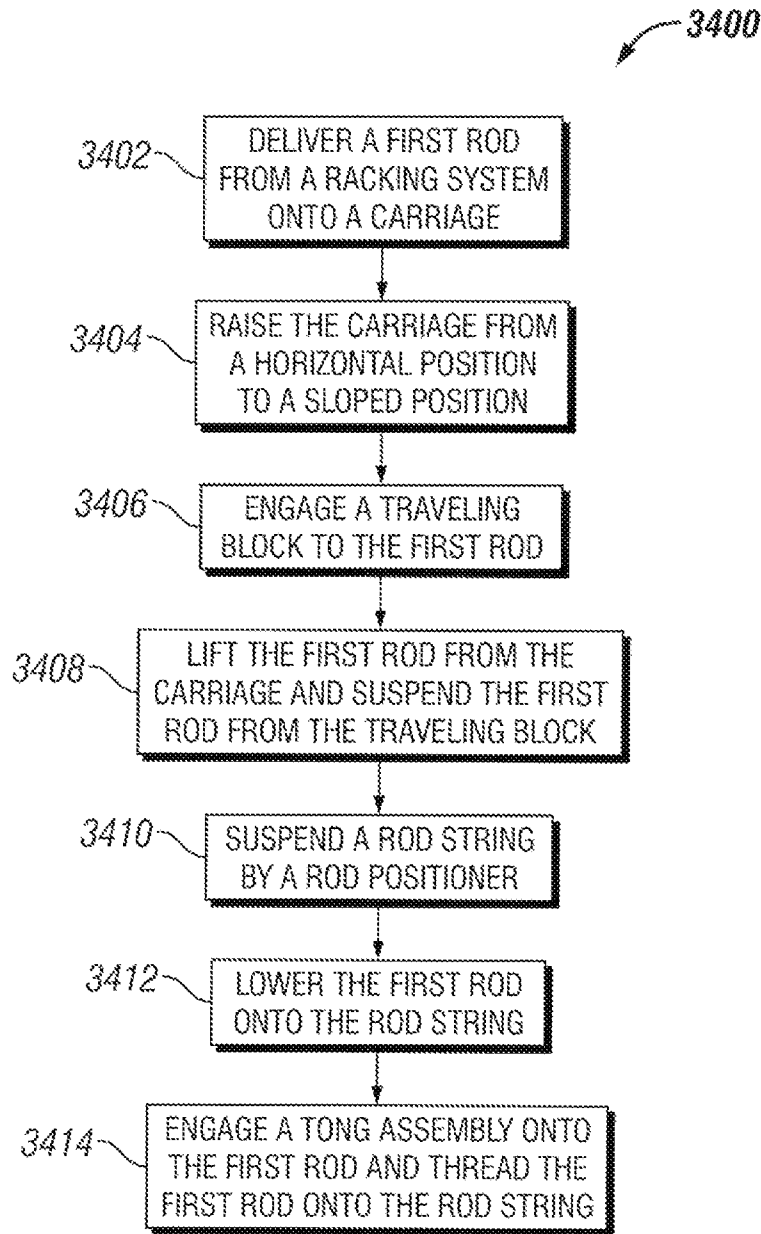 3400
3402
DELIVER A FIRST ROD
FROM A RACKING SYSTEM
ONTO A CARRIAGE
3404
RAISE THE CARRIAGE FROM
A HORIZONTAL POSITION
TO A SLOPED POSITION
3406
ENGAGE A TRAVELING
BLOCK TO THE FIRST ROD
3408
LIFT THE FIRST ROD FROM THE
CARRIAGE AND SUSPEND THE FIRST
ROD FROM THE TRAVELING BLOCK
3410
SUSPEND A ROD STRING
BY A ROD POSITIONER
3412
LOWER THE FIRST ROD
ONTO THE ROD STRING
3414
ENGAGE A TONG ASSEMBLY ONTO
THE FIRST ROD AND THREAD THE
FIRST ROD ONTO THE ROD STRING